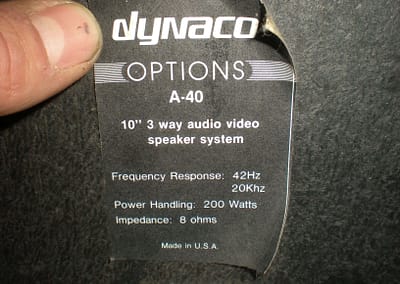 dynaco
OPTIONS
A-40
10" 3 way audio video
speaker system
Frequency Response: 42Hz
20Khz
Power Handling: 200 Watts
Impedance: 8 ohms
Made in U.S.A.